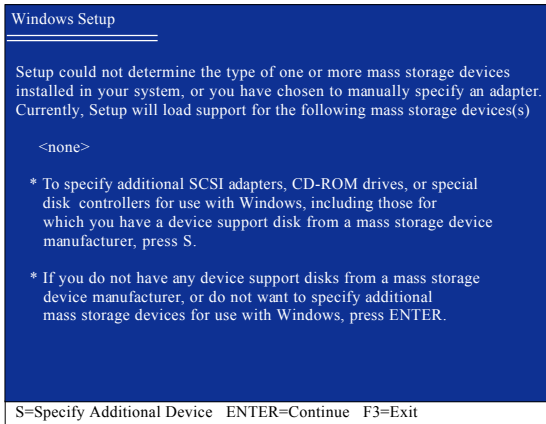 Windows Setup
Setup could not determine the type of one or more mass storage devices
installed in your system, or you have chosen to manually specify an adapter.
Currently, Setup will load support for the following mass storage devices(s)
<none>
* To specify additional SCSI adapters, CD-ROM drives, or special
disk controllers for use with Windows, including those for
which you have a device support disk from a mass storage device
manufacturer, press S.
* If you do not have any device support disks from a mass storage
device manufacturer, or do not want to specify additional
mass storage devices for use with Windows, press ENTER.
S=Specify Additional Device ENTER=Continue F3=Exit